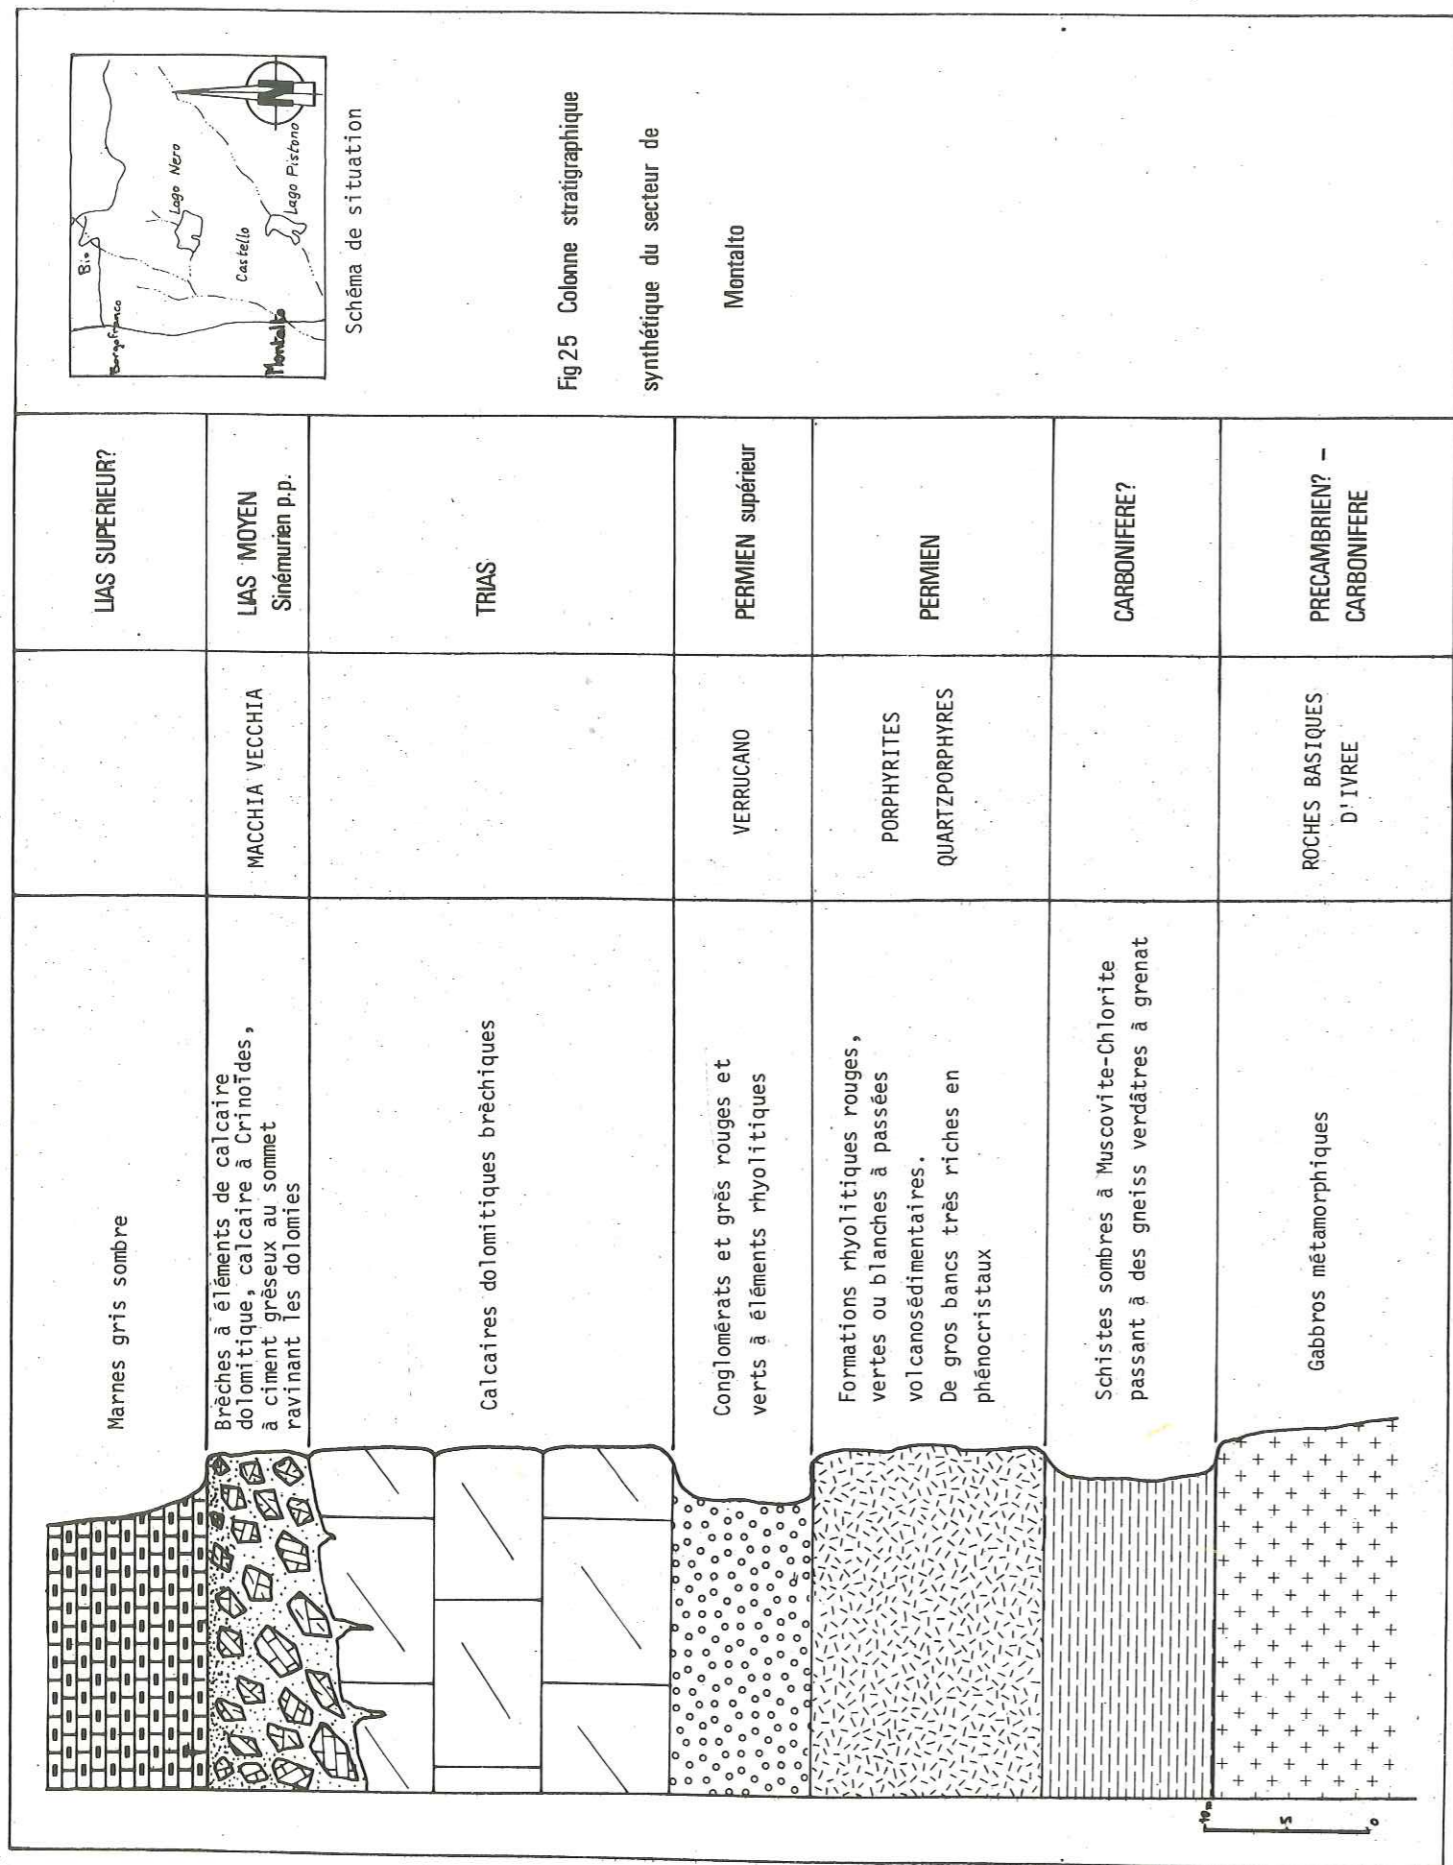 Marnes gris sombre
LIAS SUPERIEUR?
Brèches à éléments de calcaire
dolomitique, calcaire à Crinoïdes,
à ciment gréseux au sommet
ravinant les dolomies
MACCHIA VECCHIA
LIAS MOYEN
Sinémurien p.p.
Calcaires dolomitiques brèchiques
TRIAS
Conglomérats et grès rouges et
verts à éléments rhyolitiques
VERRUCANO
PERMIEN supérieur
Formations rhyolitiques rouges,
vertes ou blanches à passées
volcanosédimentaires.
De gros bancs très riches en
phénocristaux
PORPHYRITES
QUARTZPORPHYRES
PERMIEN
Schistes sombres à Muscovite-Chlorite
passant à des gneiss verdâtres à grenat
CARBONIFERE?
Gabbros métamorphiques
ROCHES BASIQUES
D'IVREE
PRECAMBRIEN? -
CARBONIFERE
10m
5
0
Borgofranco
Bio
Montalto
Castello
Lago Nero
Lago Pistono
N
Schéma de situation
Fig 25 Colonne stratigraphique
synthétique du secteur de
Montalto